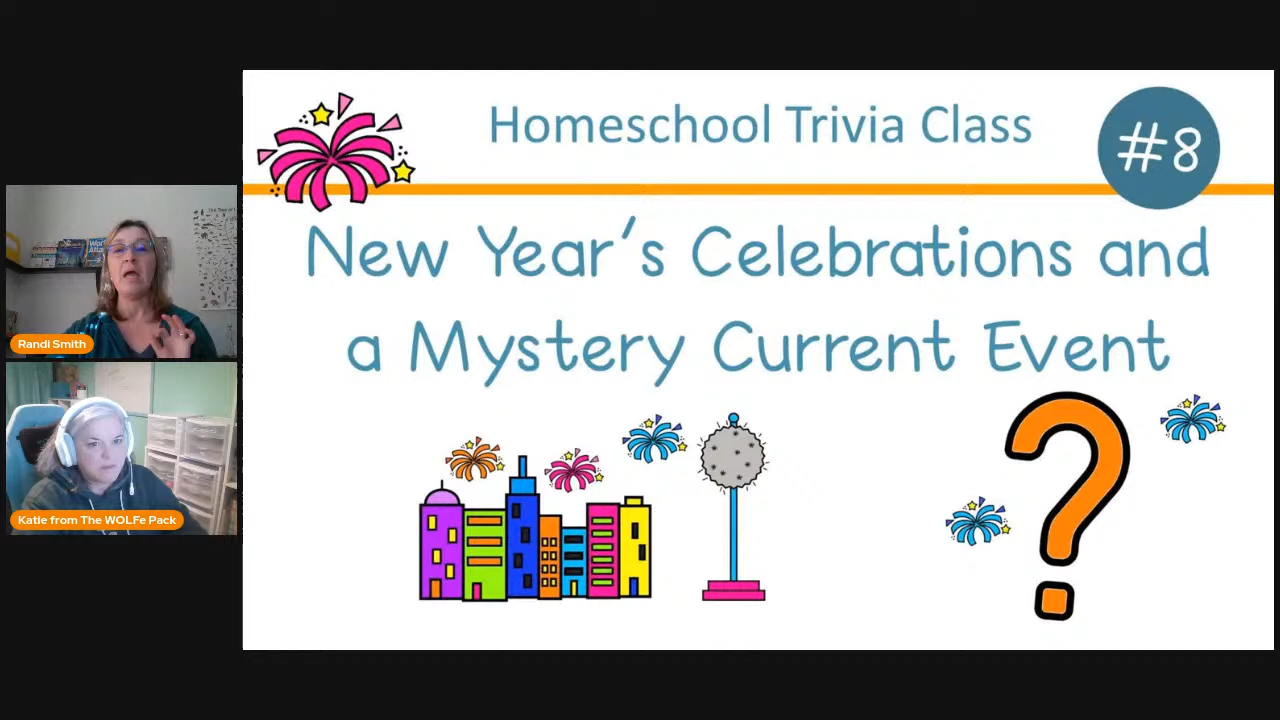 Homeschool Trivia Class
#8
New Year's Celebrations and
a Mystery Current Event
Randi Smith
Katie from The WOLFe Pack